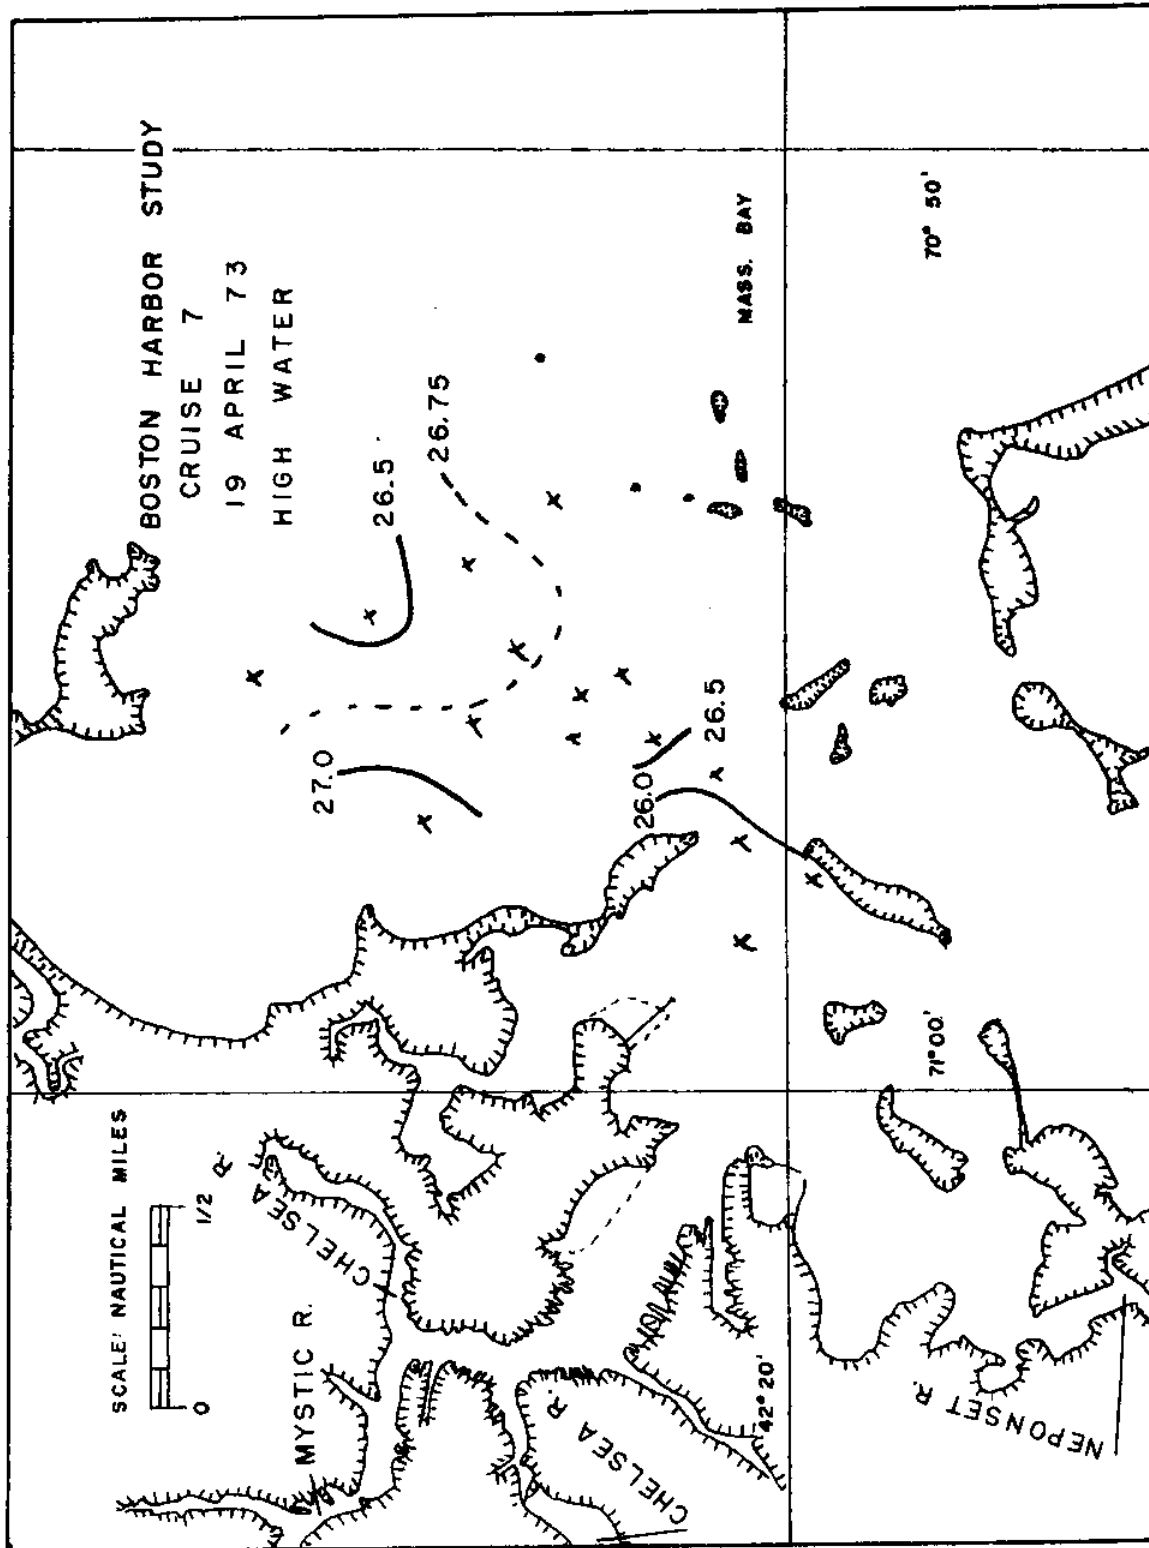 BOSTON HARBOR STUDY
CRUISE 7
19 APRIL 73
HIGH WATER
26.5
26.75
27.0
26.0
26.5
MASS. BAY
70° 50'
71° 00'
42° 20'
SCALE: NAUTICAL MILES
0 1/2
CHELSEA R.
MYSTIC R.
CHELSEA R.
NEPONSET R.